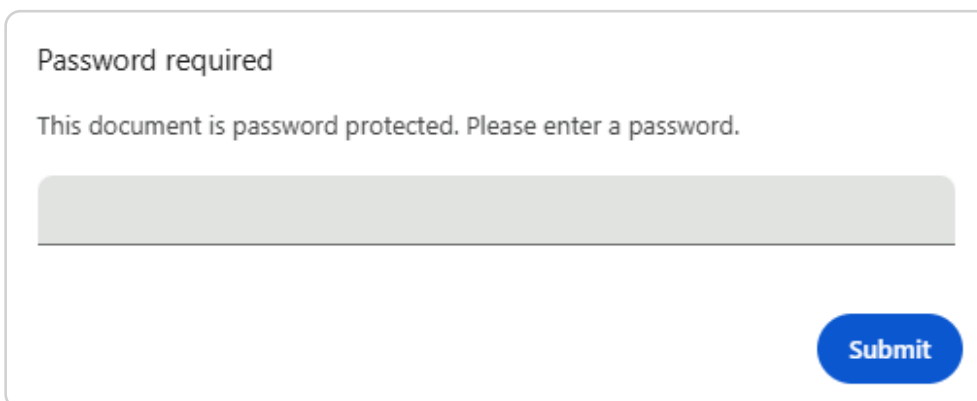 Password required
This document is password protected. Please enter a password.
Submit